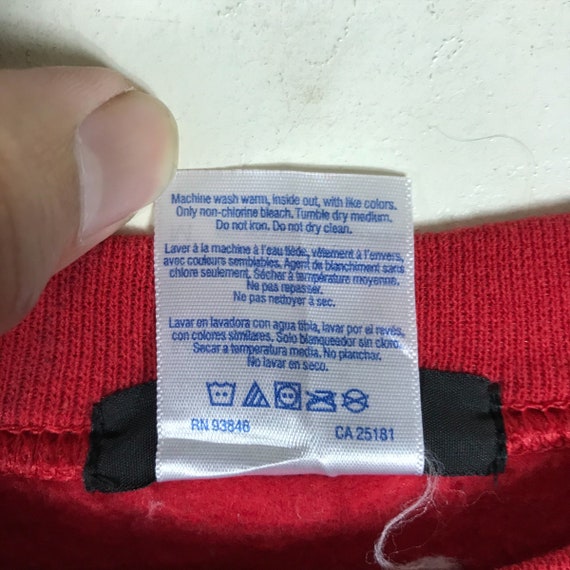 Machine wash warm, inside out, with like colors.
Only non-chlorine bleach. Tumble dry medium.
Do not iron. Do not dry clean.
Laver à la machine à l'eau tiède, vêtement à l'envers,
avec couleurs semblables. Agent de blanchiment sans
chlore seulement. Sécher à température moyenne.
Ne pas repasser.
Ne pas nettoyer à sec.
Lavar en lavadora con agua tibia, lavar por el revés,
con colores similares. Solo blanqueador sin cloro.
Secar a temperatura media. No planchar.
No lavar en seco.
RN 93846 CA 25181